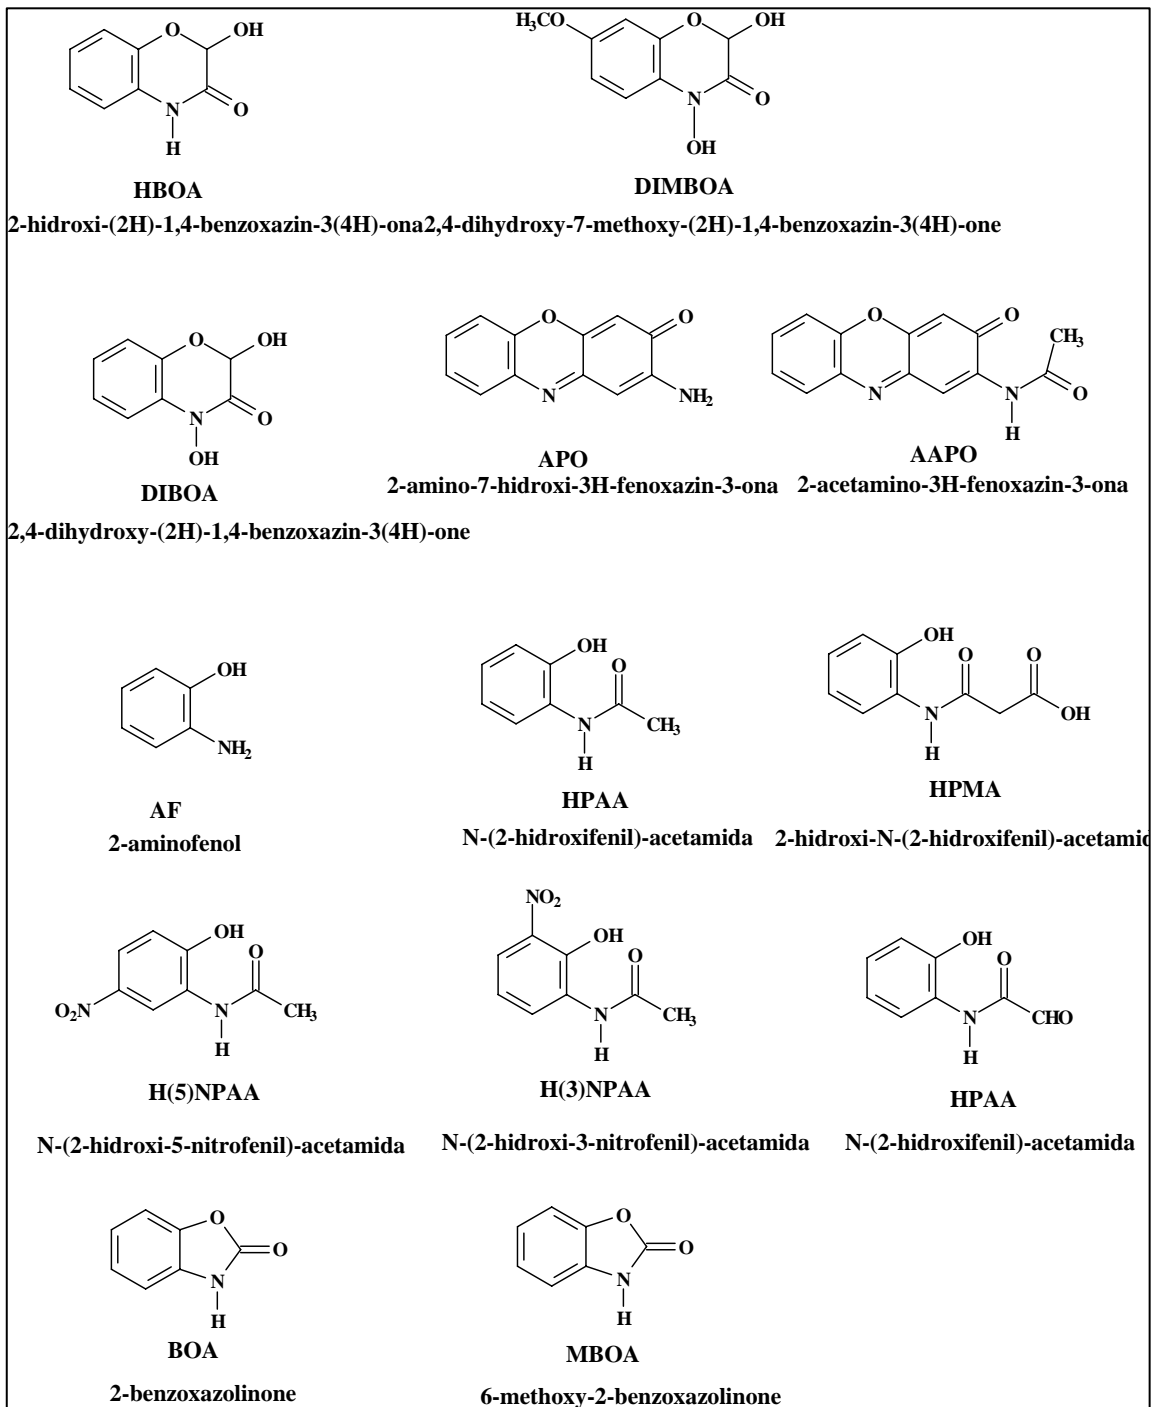 O OH
N O
H
HBOA
2-hidroxi-(2H)-1,4-benzoxazin-3(4H)-ona
H₃CO O OH
N O
OH
DIMBOA
2,4-dihydroxy-7-methoxy-(2H)-1,4-benzoxazin-3(4H)-one
O OH
N O
OH
DIBOA
2,4-dihydroxy-(2H)-1,4-benzoxazin-3(4H)-one
O O
N NH₂
APO
2-amino-7-hidroxi-3H-fenoxazin-3-ona
O O
CH₃
N N O
H
AAPO
2-acetamino-3H-fenoxazin-3-ona
OH
NH₂
AF
2-aminofenol
OH
O
N CH₃
H
HPAA
N-(2-hidroxifenil)-acetamida
OH
O O
N OH
H
HPMA
2-hidroxi-N-(2-hidroxifenil)-acetamid
OH
O
O₂N N CH₃
H
H(5)NPAA
N-(2-hidroxi-5-nitrofenil)-acetamida
NO₂
OH
O
N CH₃
H
H(3)NPAA
N-(2-hidroxi-3-nitrofenil)-acetamida
OH
O
N CHO
H
HPAA
N-(2-hidroxifenil)-acetamida
O
O
N
H
BOA
2-benzoxazolinone
O
O
N
H
MBOA
6-methoxy-2-benzoxazolinone